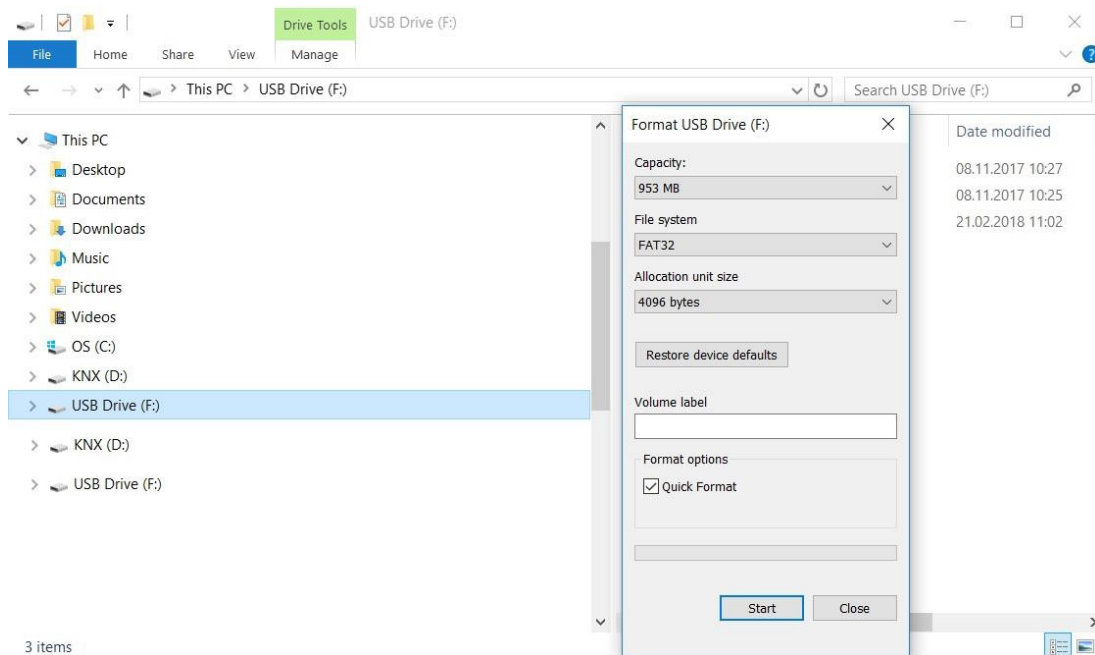 Drive Tools
USB Drive (F:)
File
Home
Share
View
Manage
?
This PC > USB Drive (F:)
Search USB Drive (F:)
This PC
Desktop
Documents
Downloads
Music
Pictures
Videos
OS (C:)
KNX (D:)
USB Drive (F:)
KNX (D:)
USB Drive (F:)
3 items
Format USB Drive (F:)
Capacity:
953 MB
File system
FAT32
Allocation unit size
4096 bytes
Restore device defaults
Volume label
Format options
Quick Format
Start
Close
Date modified
08.11.2017 10:27
08.11.2017 10:25
21.02.2018 11:02